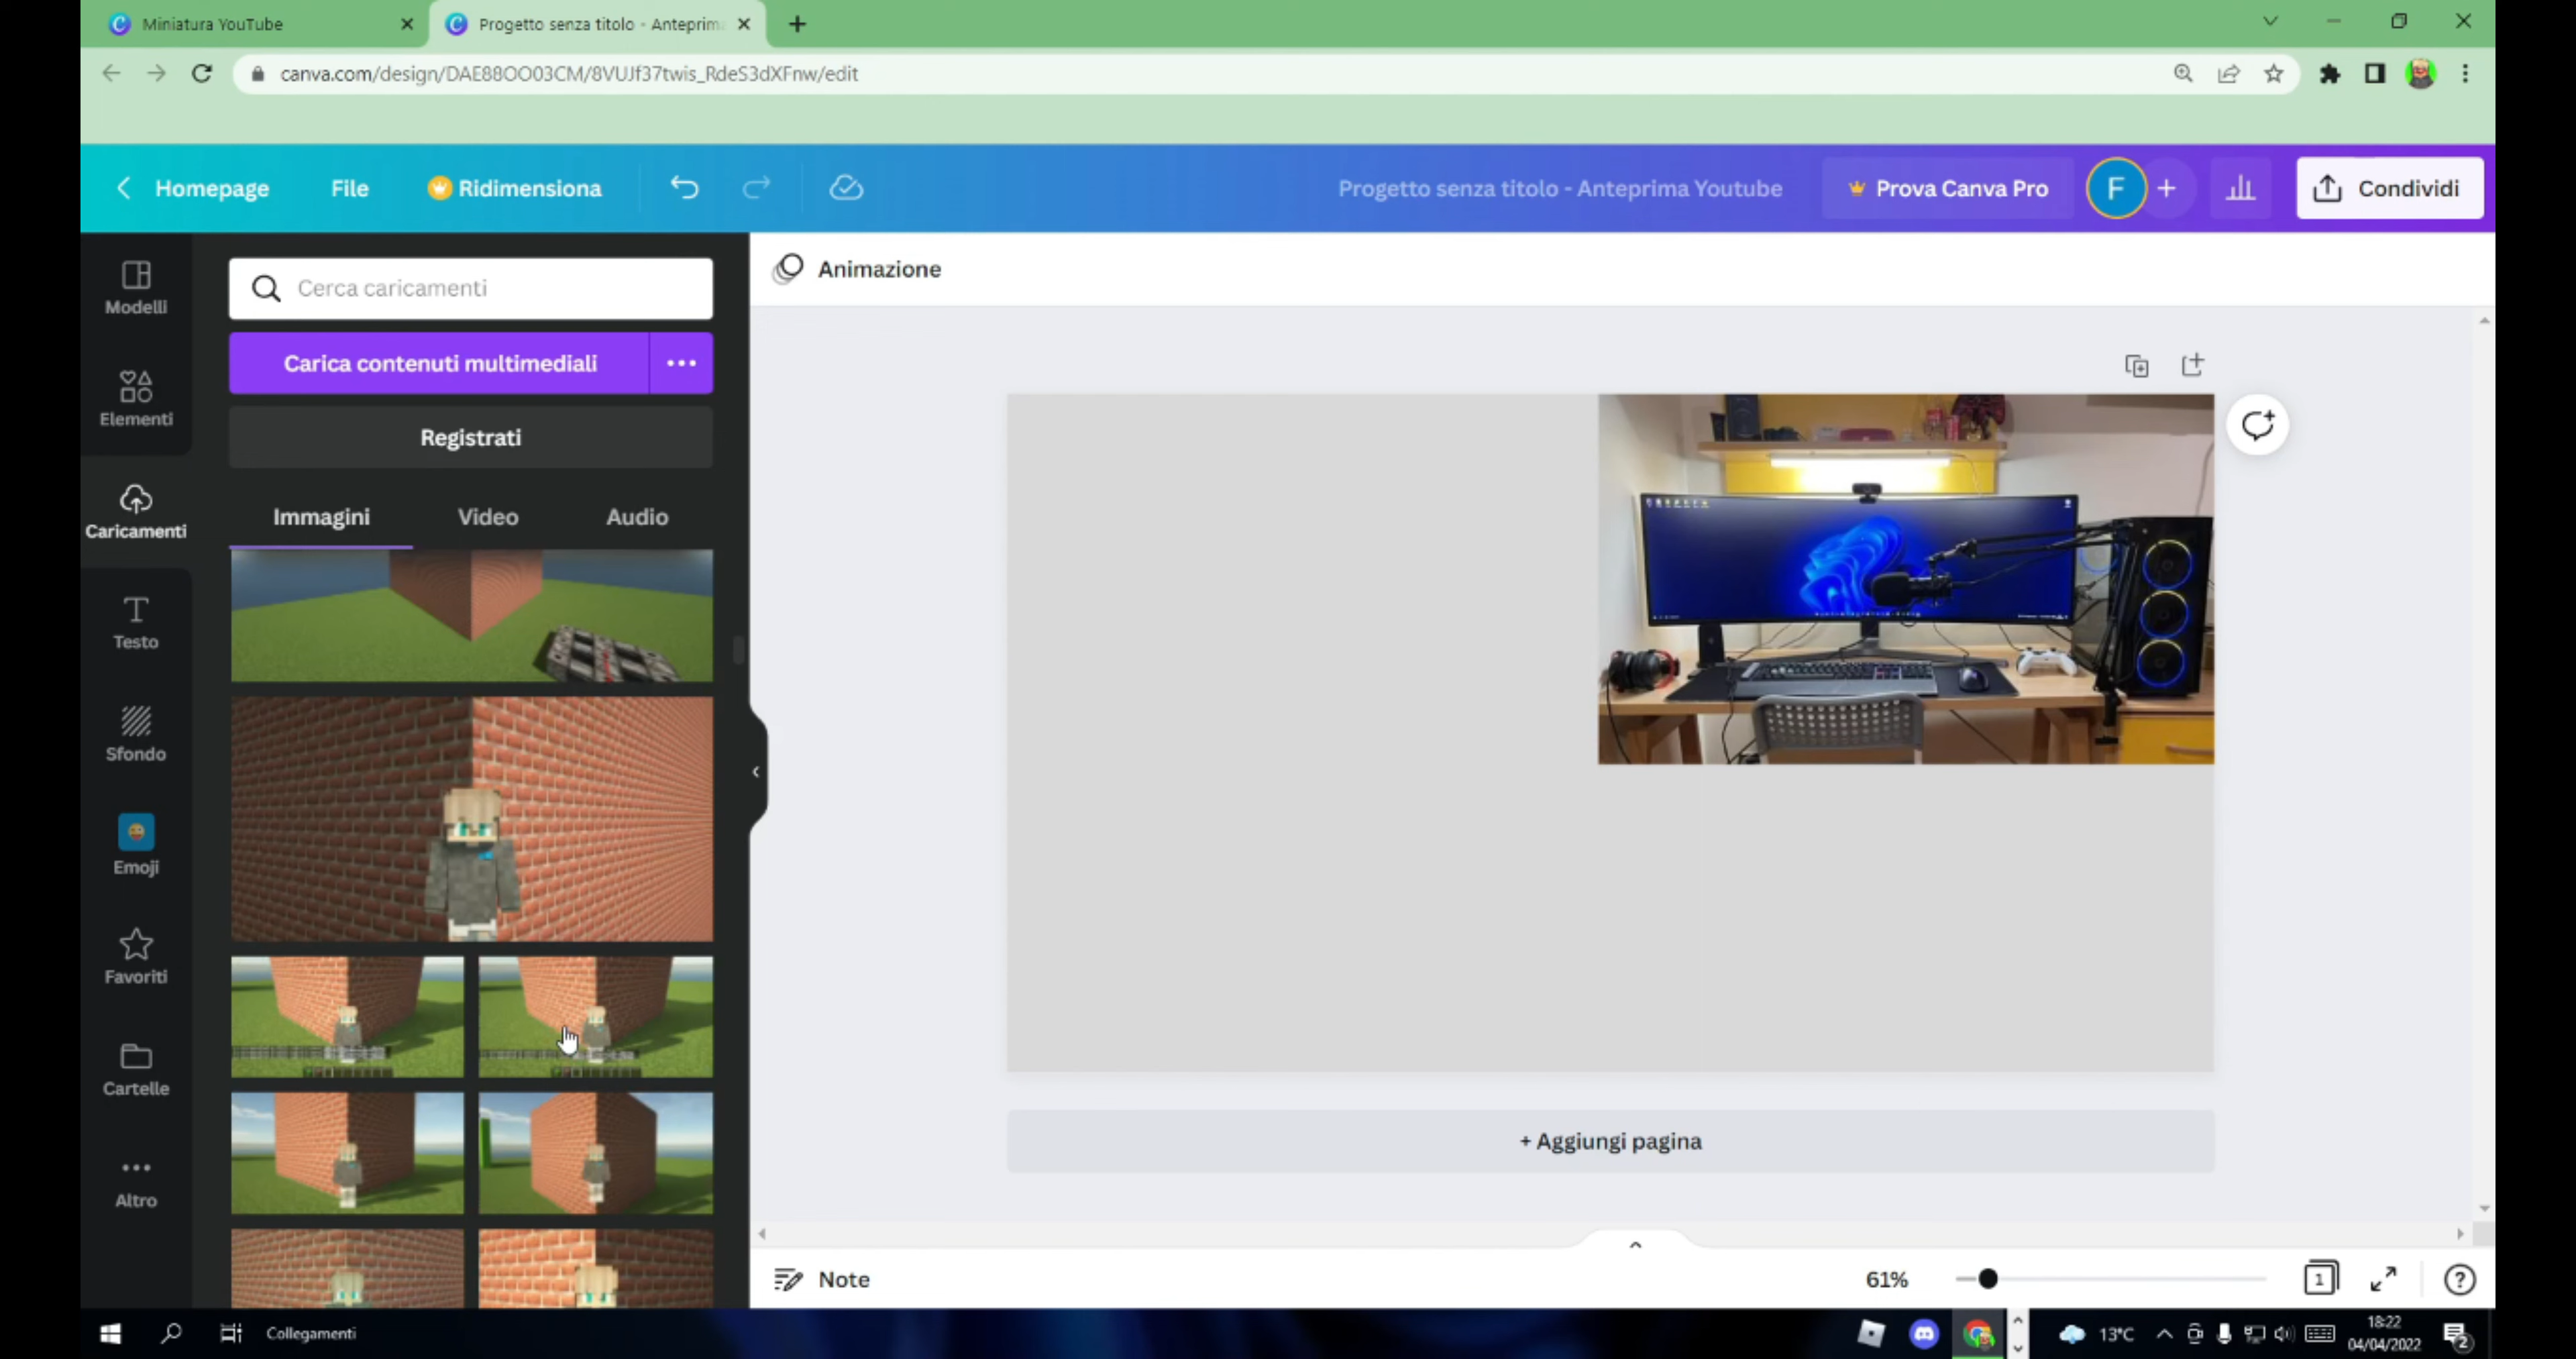 Miniatura YouTube
Progetto senza titolo - Anteprim
canva.com/design/DAE88OO03CM/8VUJf37twis_RdeS3dXFnw/edit
Homepage
File
Ridimensiona
Progetto senza titolo - Anteprima Youtube
Prova Canva Pro
F
Condividi
Modelli
Elementi
Caricamenti
Testo
Sfondo
Emoji
Favoriti
Cartelle
Altro
Cerca caricamenti
Carica contenuti multimediali
Registrati
Immagini
Video
Audio
Animazione
+ Aggiungi pagina
Note
61%
1
Collegamenti
13°C
18:22
04/04/2022
2